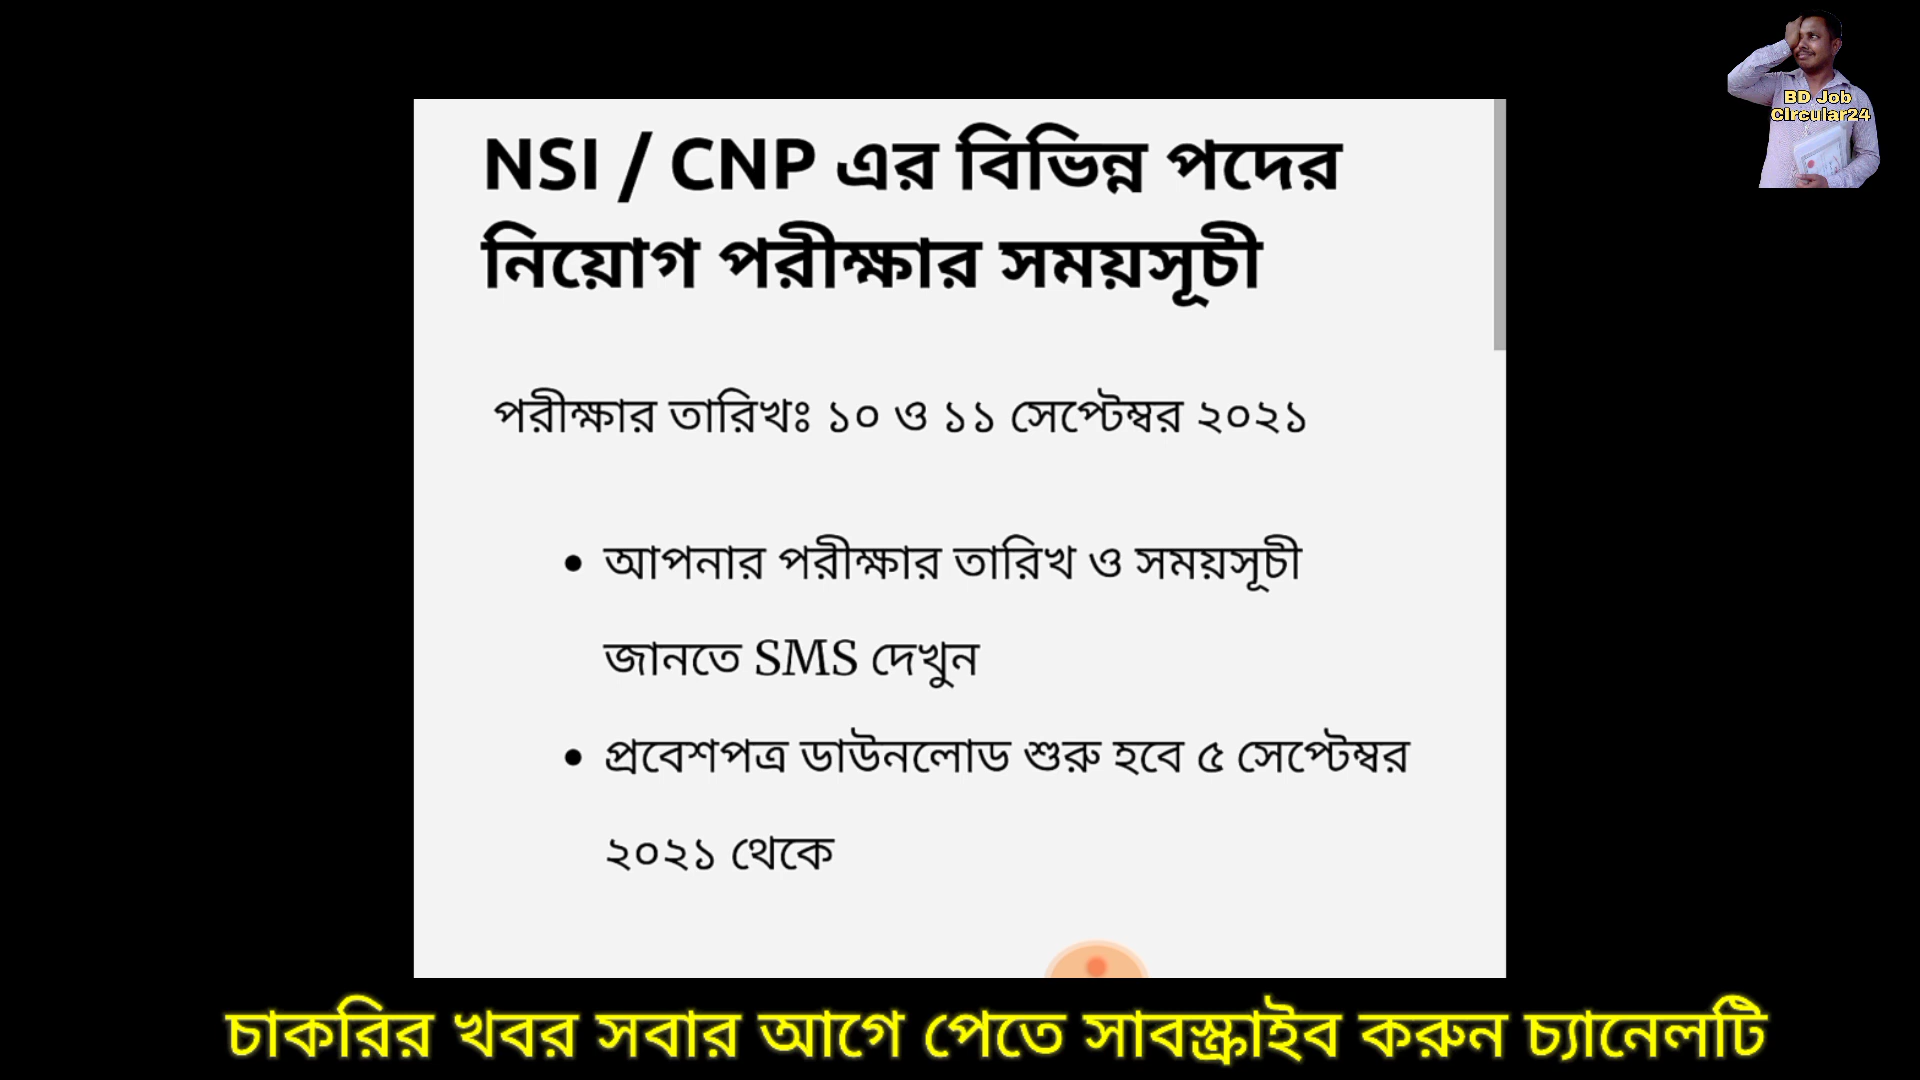 BD Job
CIrcular24
NSI / CNP এর বিভিন্ন পদের
নিয়োগ পরীক্ষার সময়সূচী
পরীক্ষার তারিখঃ ১০ ও ১১ সেপ্টেম্বর ২০২১
• আপনার পরীক্ষার তারিখ ও সময়সূচী
জানতে SMS দেখুন
• প্রবেশপত্র ডাউনলোড শুরু হবে ৫ সেপ্টেম্বর
২০২১ থেকে
চাকরির খবর সবার আগে পেতে সাবস্ক্রাইব করুন চ্যানেলটি